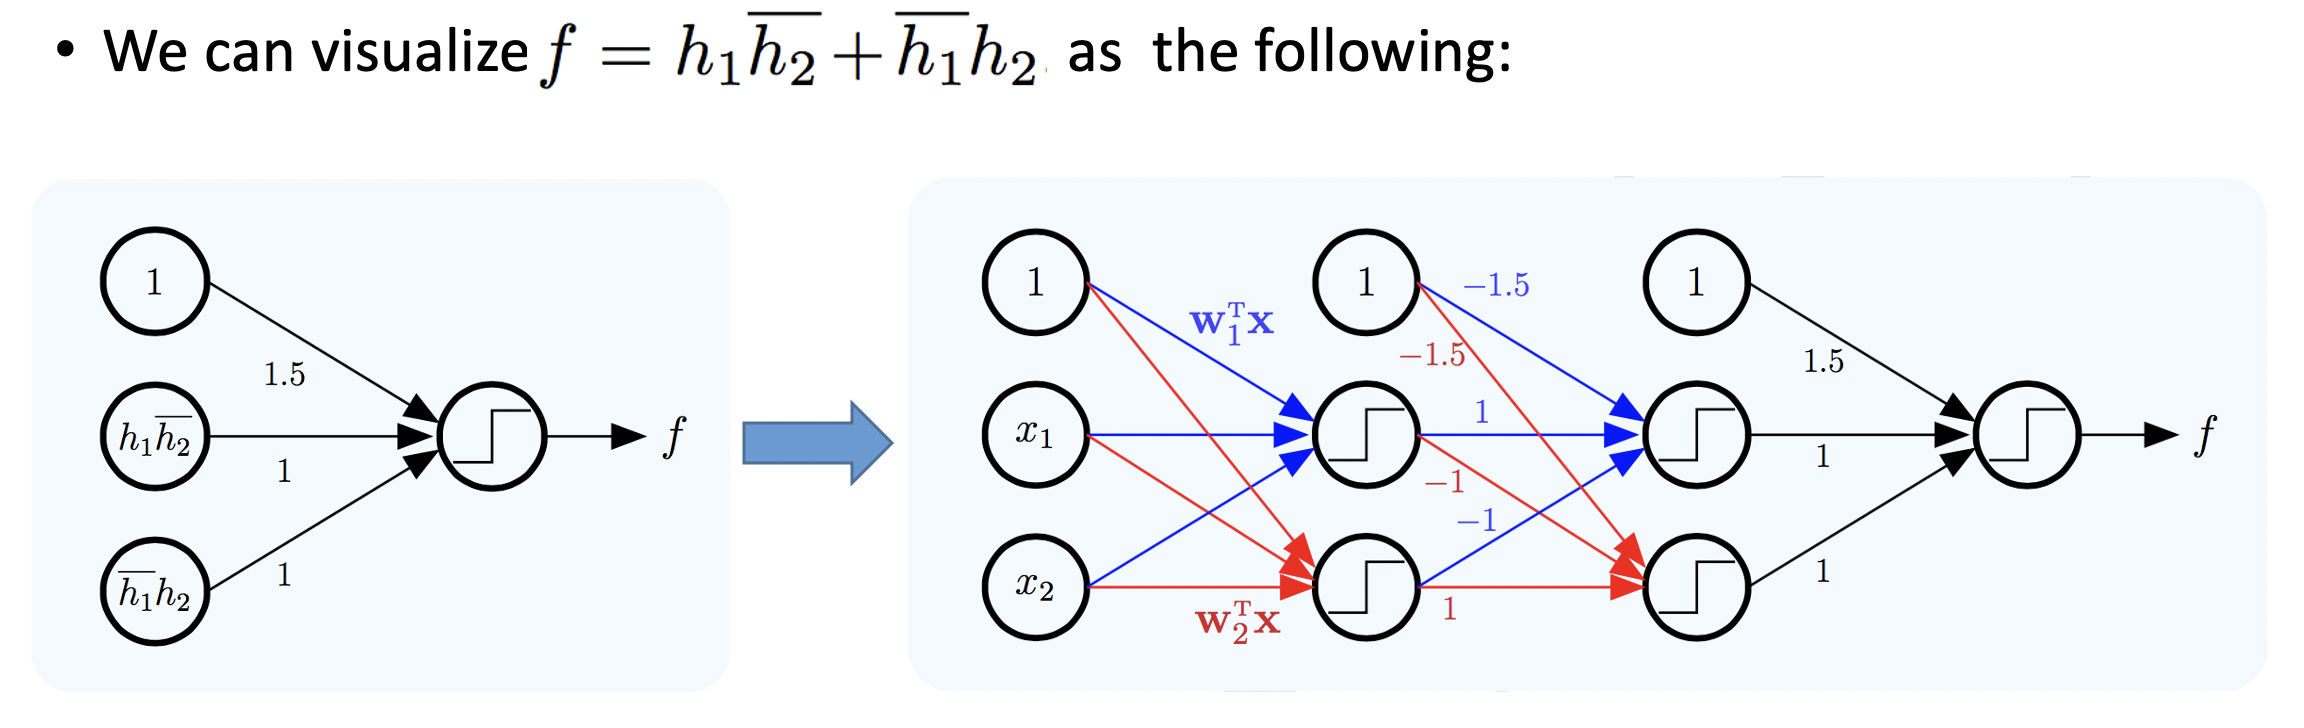 • We can visualize f = h₁h̅₂ + h̅₁h₂ as the following:
1
1.5
h₁h̅₂
1
f
h̅₁h₂
1
1
1
−1.5
1
w₁ᵀx
−1.5
1.5
x₁
1
1
f
−1
−1
x₂
1
1
w₂ᵀx